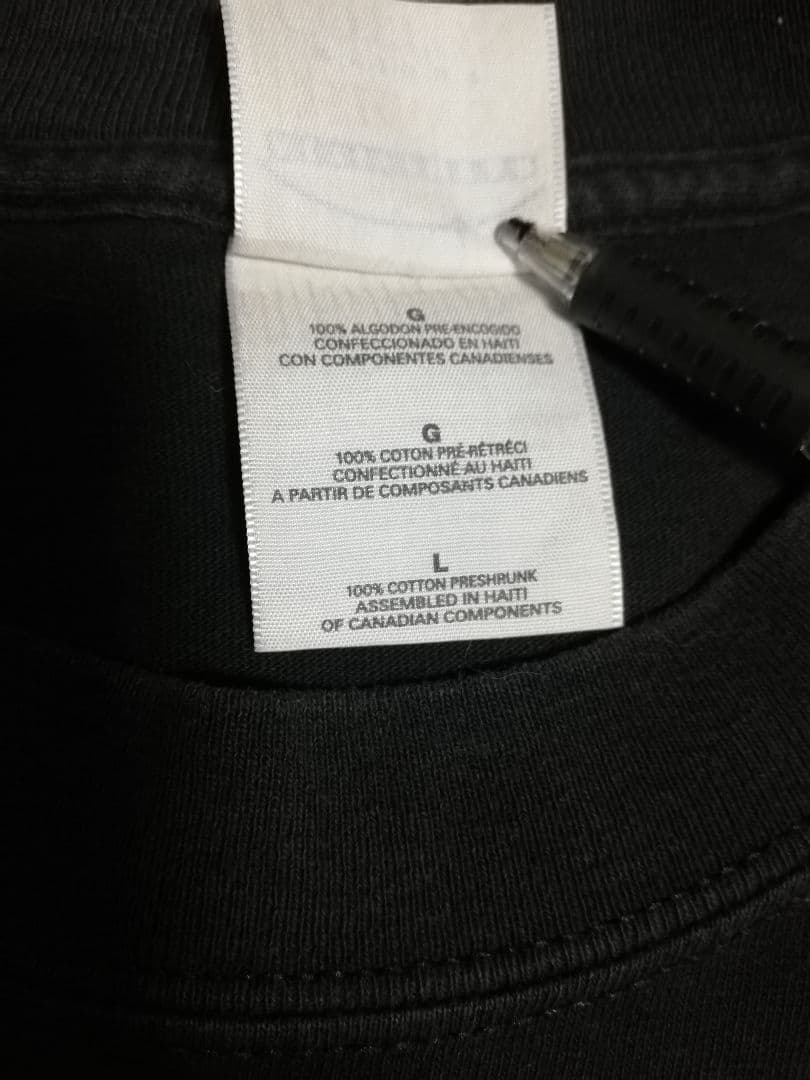 G
100% ALGODON PRE-ENCOGIDO
CONFECCIONADO EN HAITI
CON COMPONENTES CANADIENSES
G
100% COTON PRÉ-RÉTRÉCI
CONFECTIONNÉ AU HAITI
A PARTIR DE COMPOSANTS CANADIENS
L
100% COTTON PRESHRUNK
ASSEMBLED IN HAITI
OF CANADIAN COMPONENTS